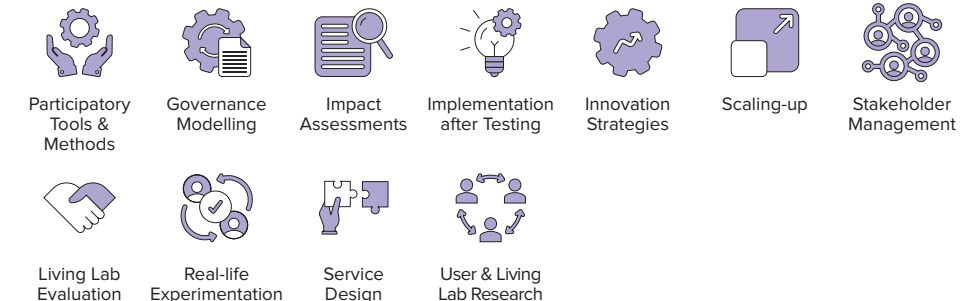 Participatory
Tools &
Methods
Governance
Modelling
Impact
Assessments
Implementation
after Testing
Innovation
Strategies
Scaling-up
Stakeholder
Management
Living Lab
Evaluation
Real-life
Experimentation
Service
Design
User & Living
Lab Research